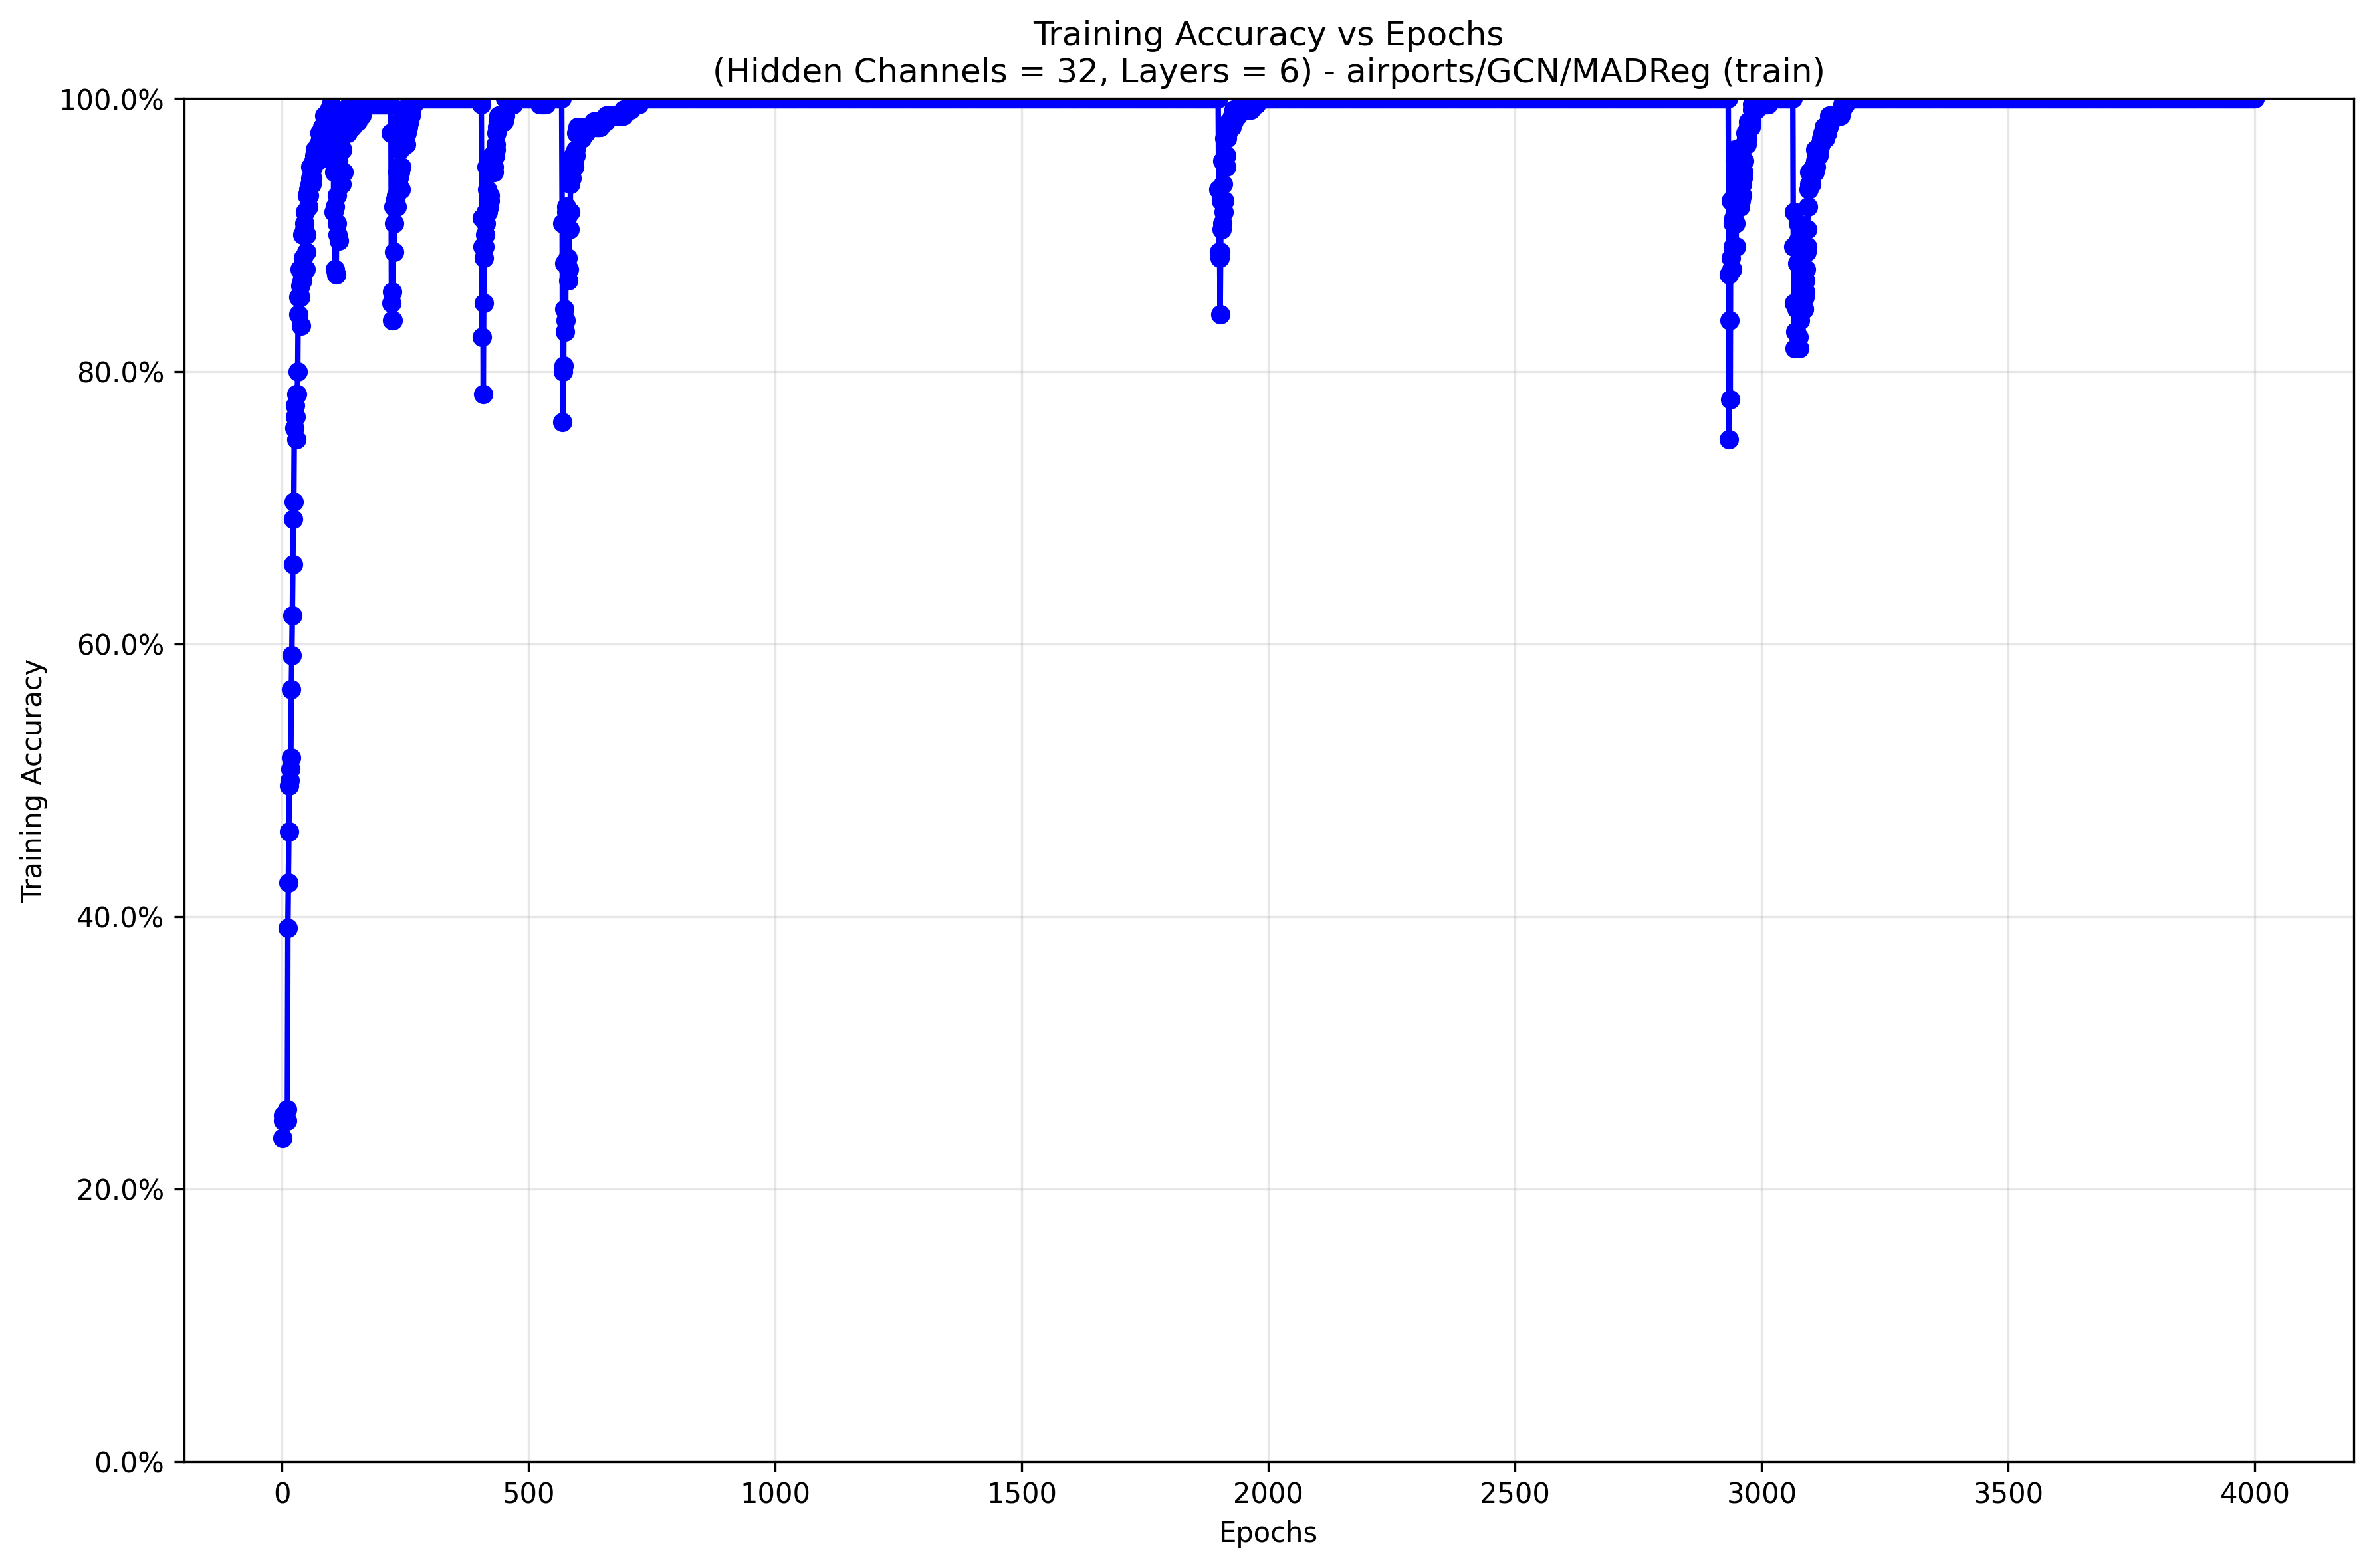 Training Accuracy vs Epochs
(Hidden Channels = 32, Layers = 6) - airports/GCN/MADReg (train)
100.0%
80.0%
60.0%
40.0%
20.0%
0.0%
Training Accuracy
0 500 1000 1500 2000 2500 3000 3500 4000
Epochs